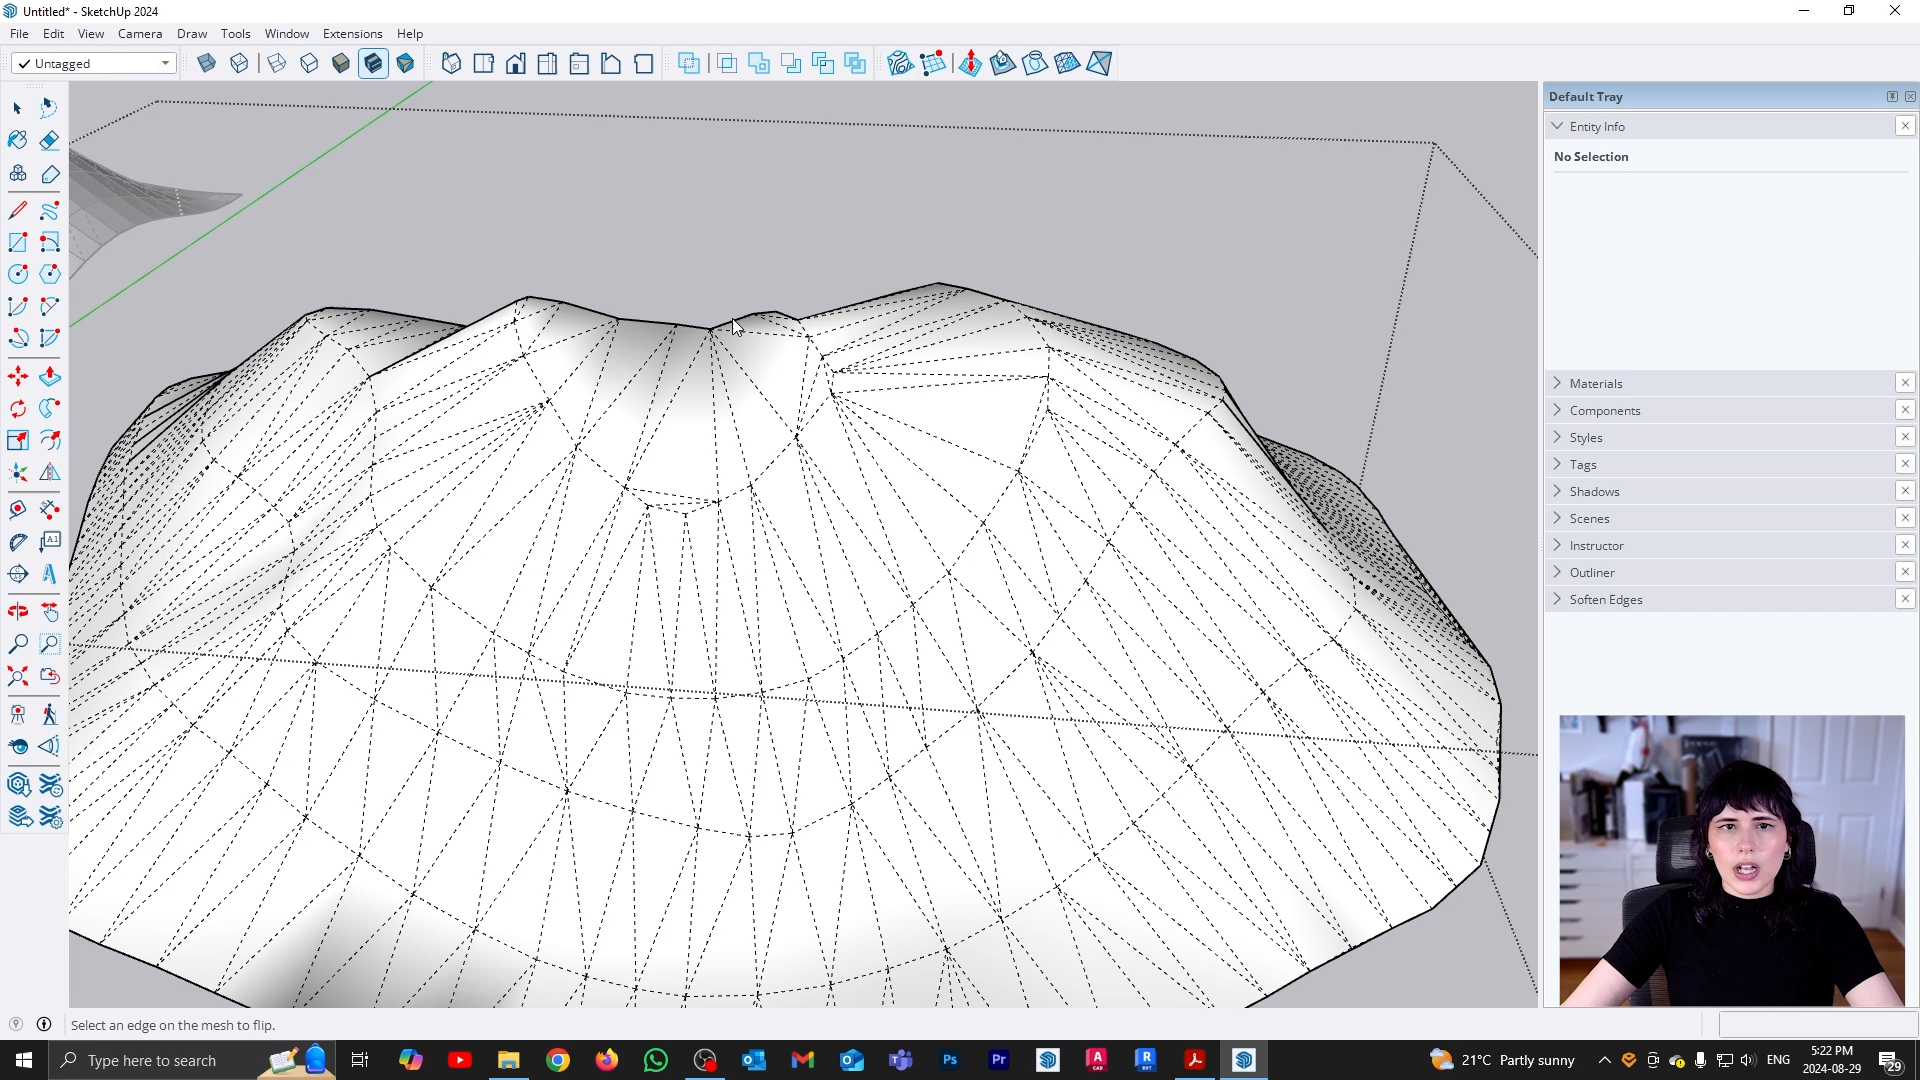 Untitled* - SketchUp 2024
File Edit View Camera Draw Tools Window Extensions Help
Untagged
Default Tray
Entity Info
No Selection
Materials
Components
Styles
Tags
Shadows
Scenes
Instructor
Outliner
Soften Edges
Select an edge on the mesh to flip.
Type here to search
21°C Partly sunny
ENG
5:22 PM
2024-08-29
29